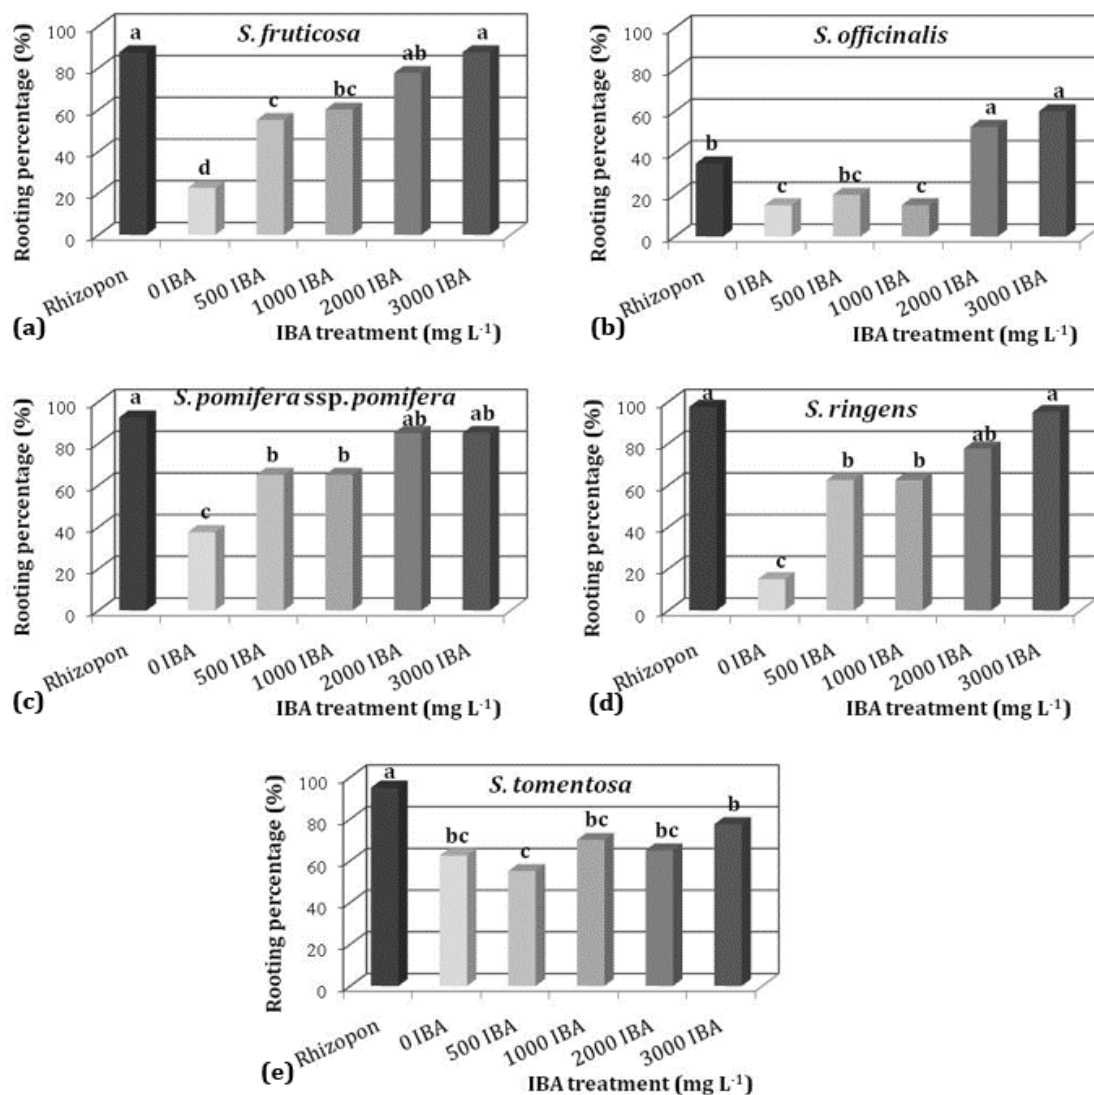 S. fruticosa
Rooting percentage (%)
100
80
60
40
20
0
a
d
c
bc
ab
a
Rhizopon
0 IBA
500 IBA
1000 IBA
2000 IBA
3000 IBA
(a)
IBA treatment (mg L⁻¹)
S. officinalis
Rooting percentage (%)
100
80
60
40
20
0
b
c
bc
c
a
a
Rhizopon
0 IBA
500 IBA
1000 IBA
2000 IBA
3000 IBA
(b)
IBA treatment (mg L⁻¹)
S. pomifera ssp. pomifera
Rooting percentage (%)
100
80
60
40
20
0
a
c
b
b
ab
ab
Rhizopon
0 IBA
500 IBA
1000 IBA
2000 IBA
3000 IBA
(c)
IBA treatment (mg L⁻¹)
S. ringens
Rooting percentage (%)
100
80
60
40
20
0
a
c
b
b
ab
a
Rhizopon
0 IBA
500 IBA
1000 IBA
2000 IBA
3000 IBA
(d)
IBA treatment (mg L⁻¹)
S. tomentosa
Rooting percentage (%)
100
80
60
40
20
0
a
bc
c
bc
bc
b
Rhizopon
0 IBA
500 IBA
1000 IBA
2000 IBA
3000 IBA
(e)
IBA treatment (mg L⁻¹)